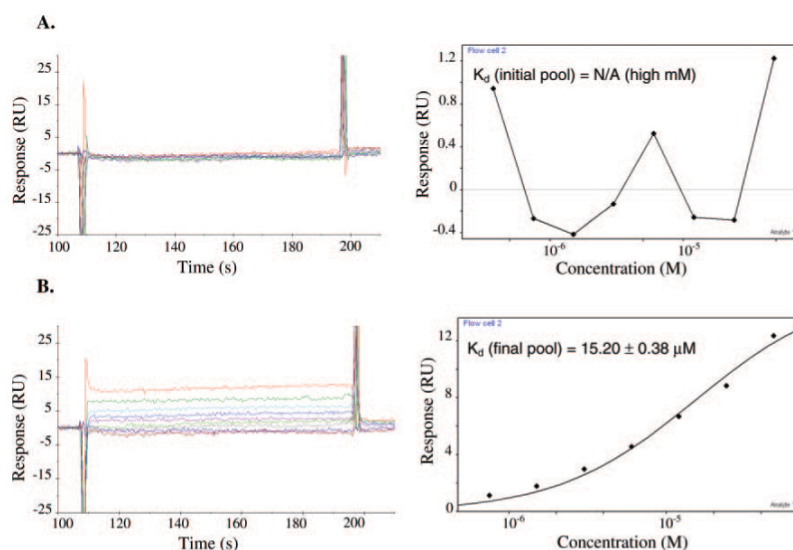 A.
25
15
5
-5
-15
-25
Response (RU)
100 120 140 160 180 200
Time (s)
Flow cell 2
K_d (initial pool) = N/A (high mM)
1.2
0.8
0.4
0
-0.4
Response (RU)
10⁻⁶ 10⁻⁵
Concentration (M)
Analyte
B.
25
15
5
-5
-15
-25
Response (RU)
100 120 140 160 180 200
Time (s)
Flow cell 2
K_d (final pool) = 15.20 ± 0.38 μM
12
8
4
0
Response (RU)
10⁻⁶ 10⁻⁵
Concentration (M)
Analyte